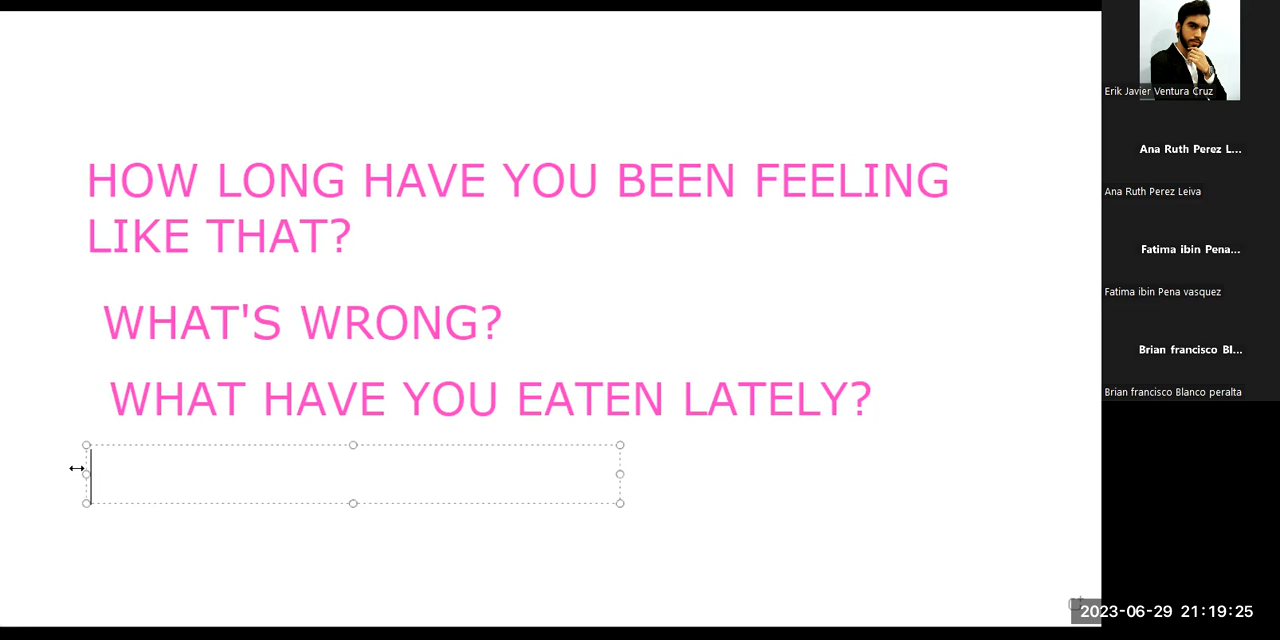 HOW LONG HAVE YOU BEEN FEELING
LIKE THAT?
WHAT'S WRONG?
WHAT HAVE YOU EATEN LATELY?
Erik Javier Ventura Cruz
Ana Ruth Perez L...
Ana Ruth Perez Leiva
Fatima ibin Pena...
Fatima ibin Pena vasquez
Brian francisco Bl...
Brian francisco Blanco peralta
2023-06-29 21:19:25